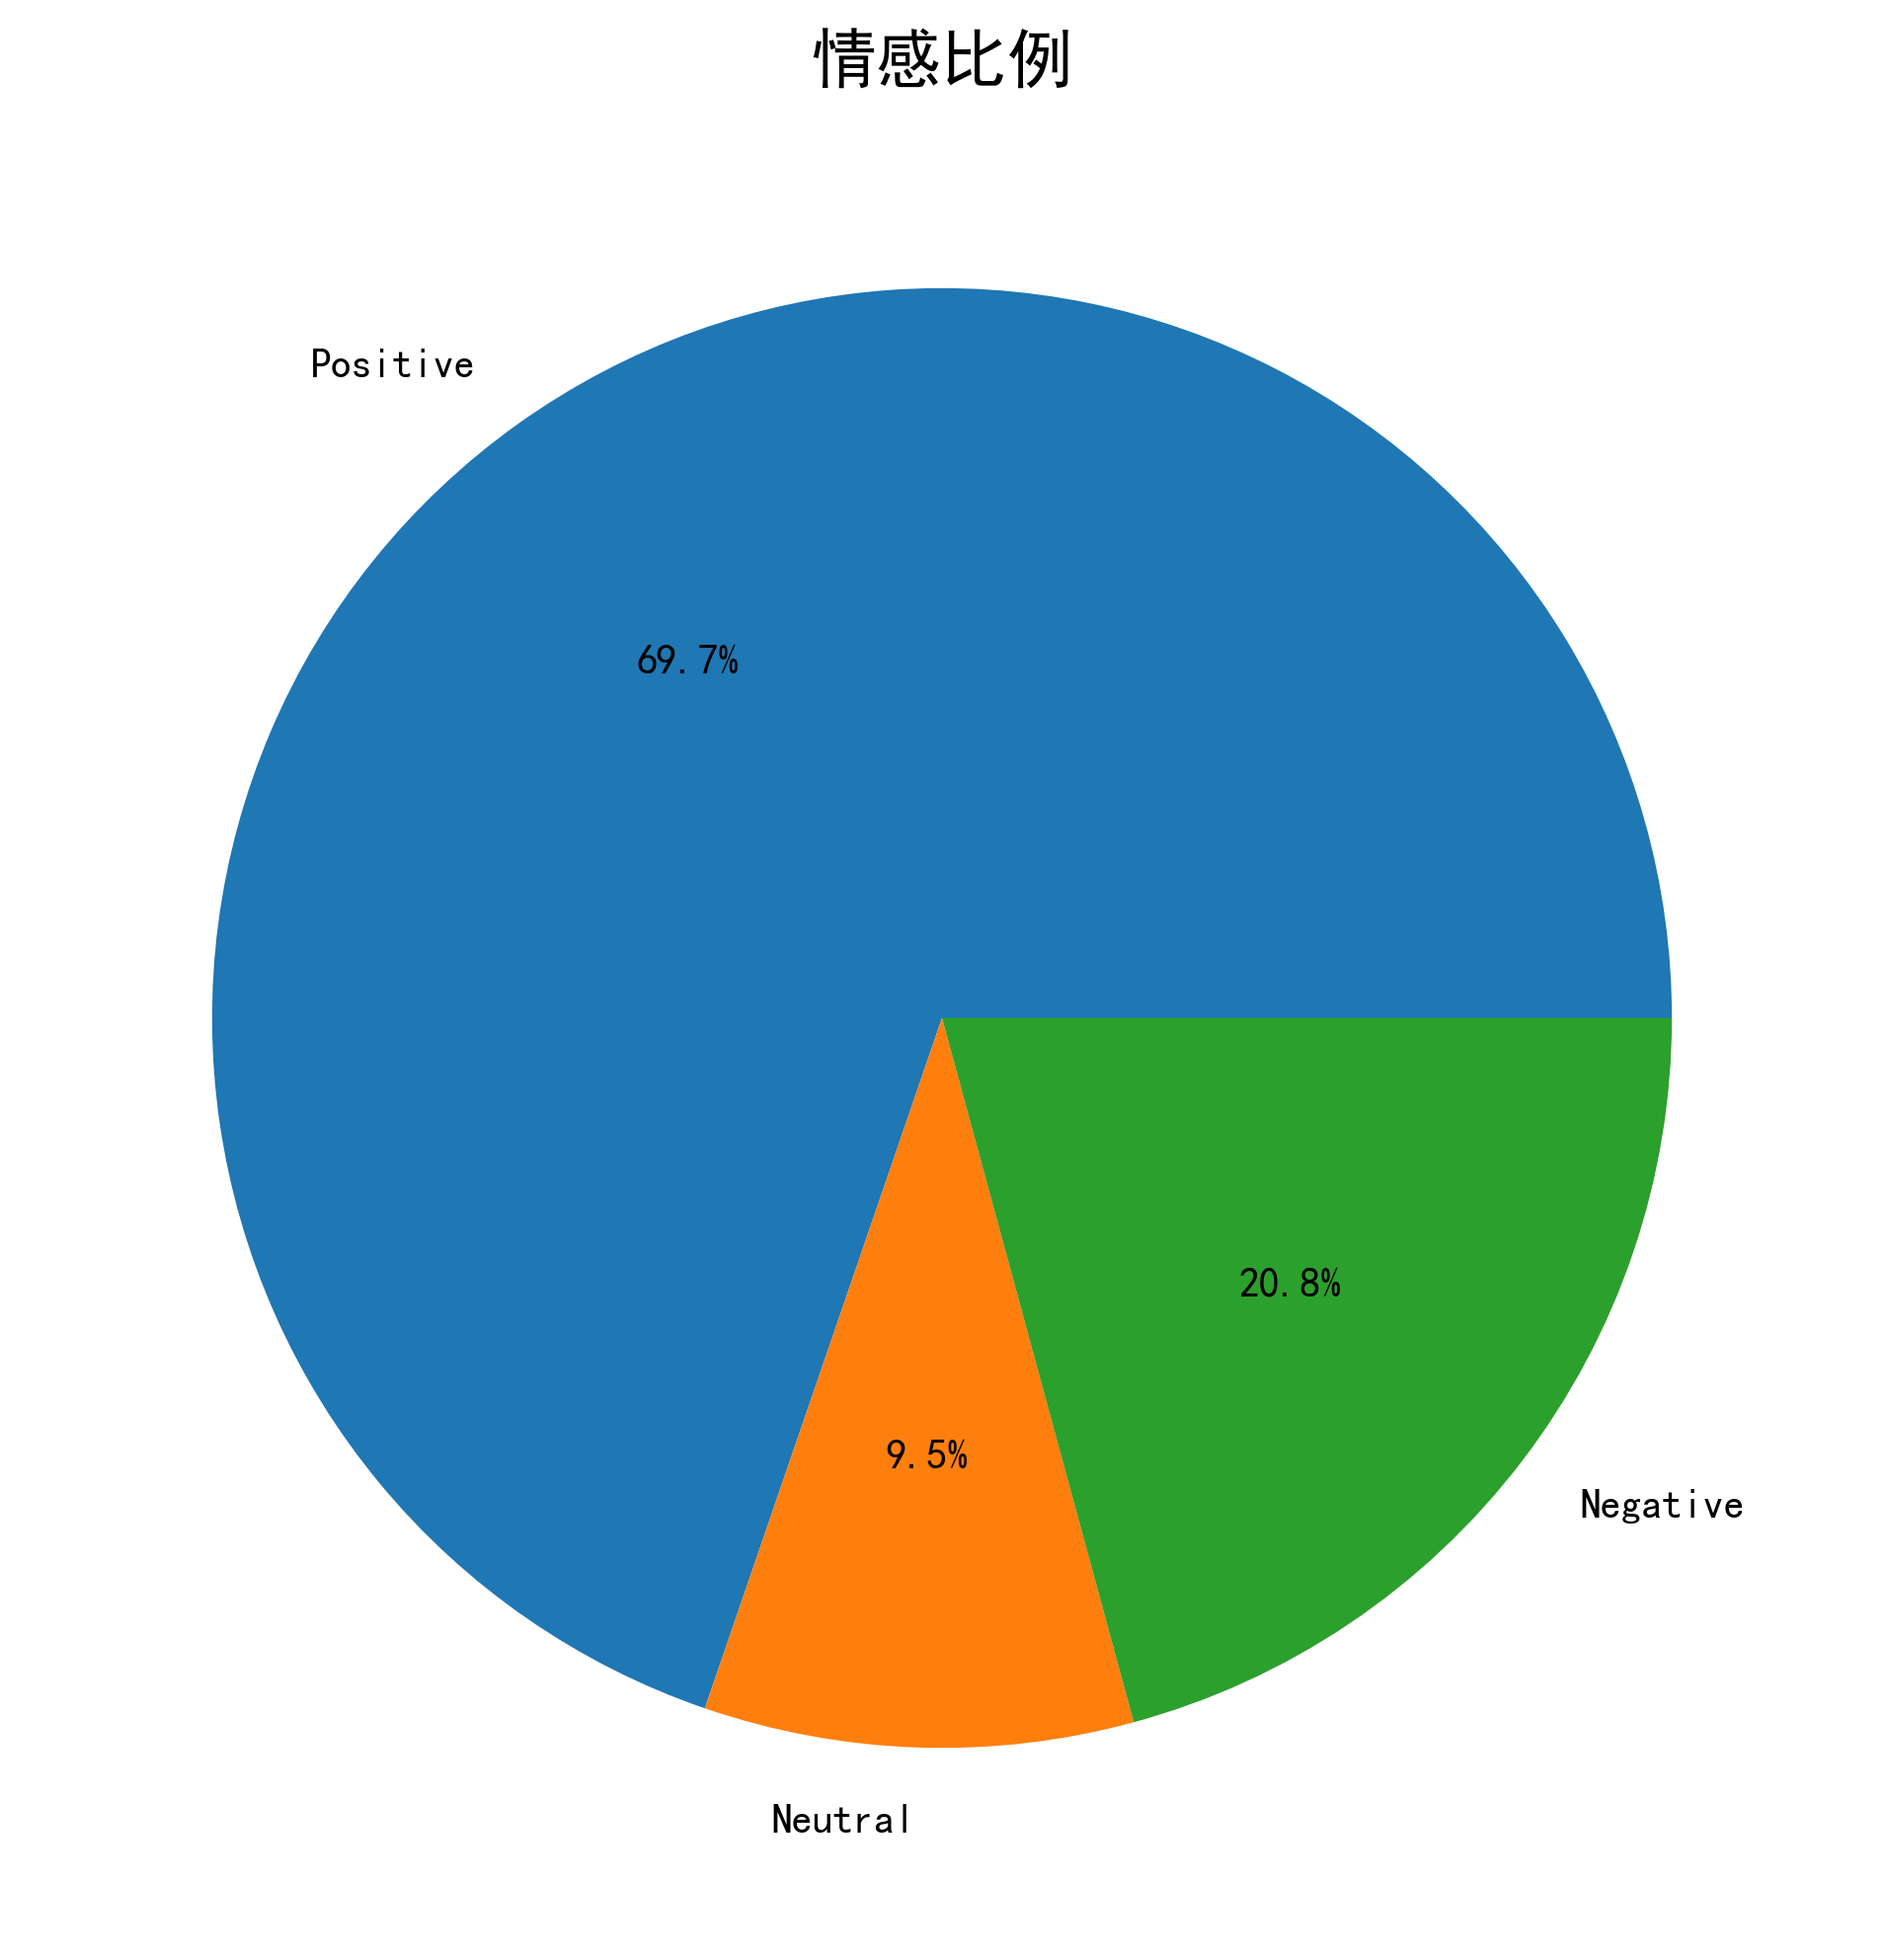 情感比例
Positive
69.7%
20.8%
9.5%
Negative
Neutral